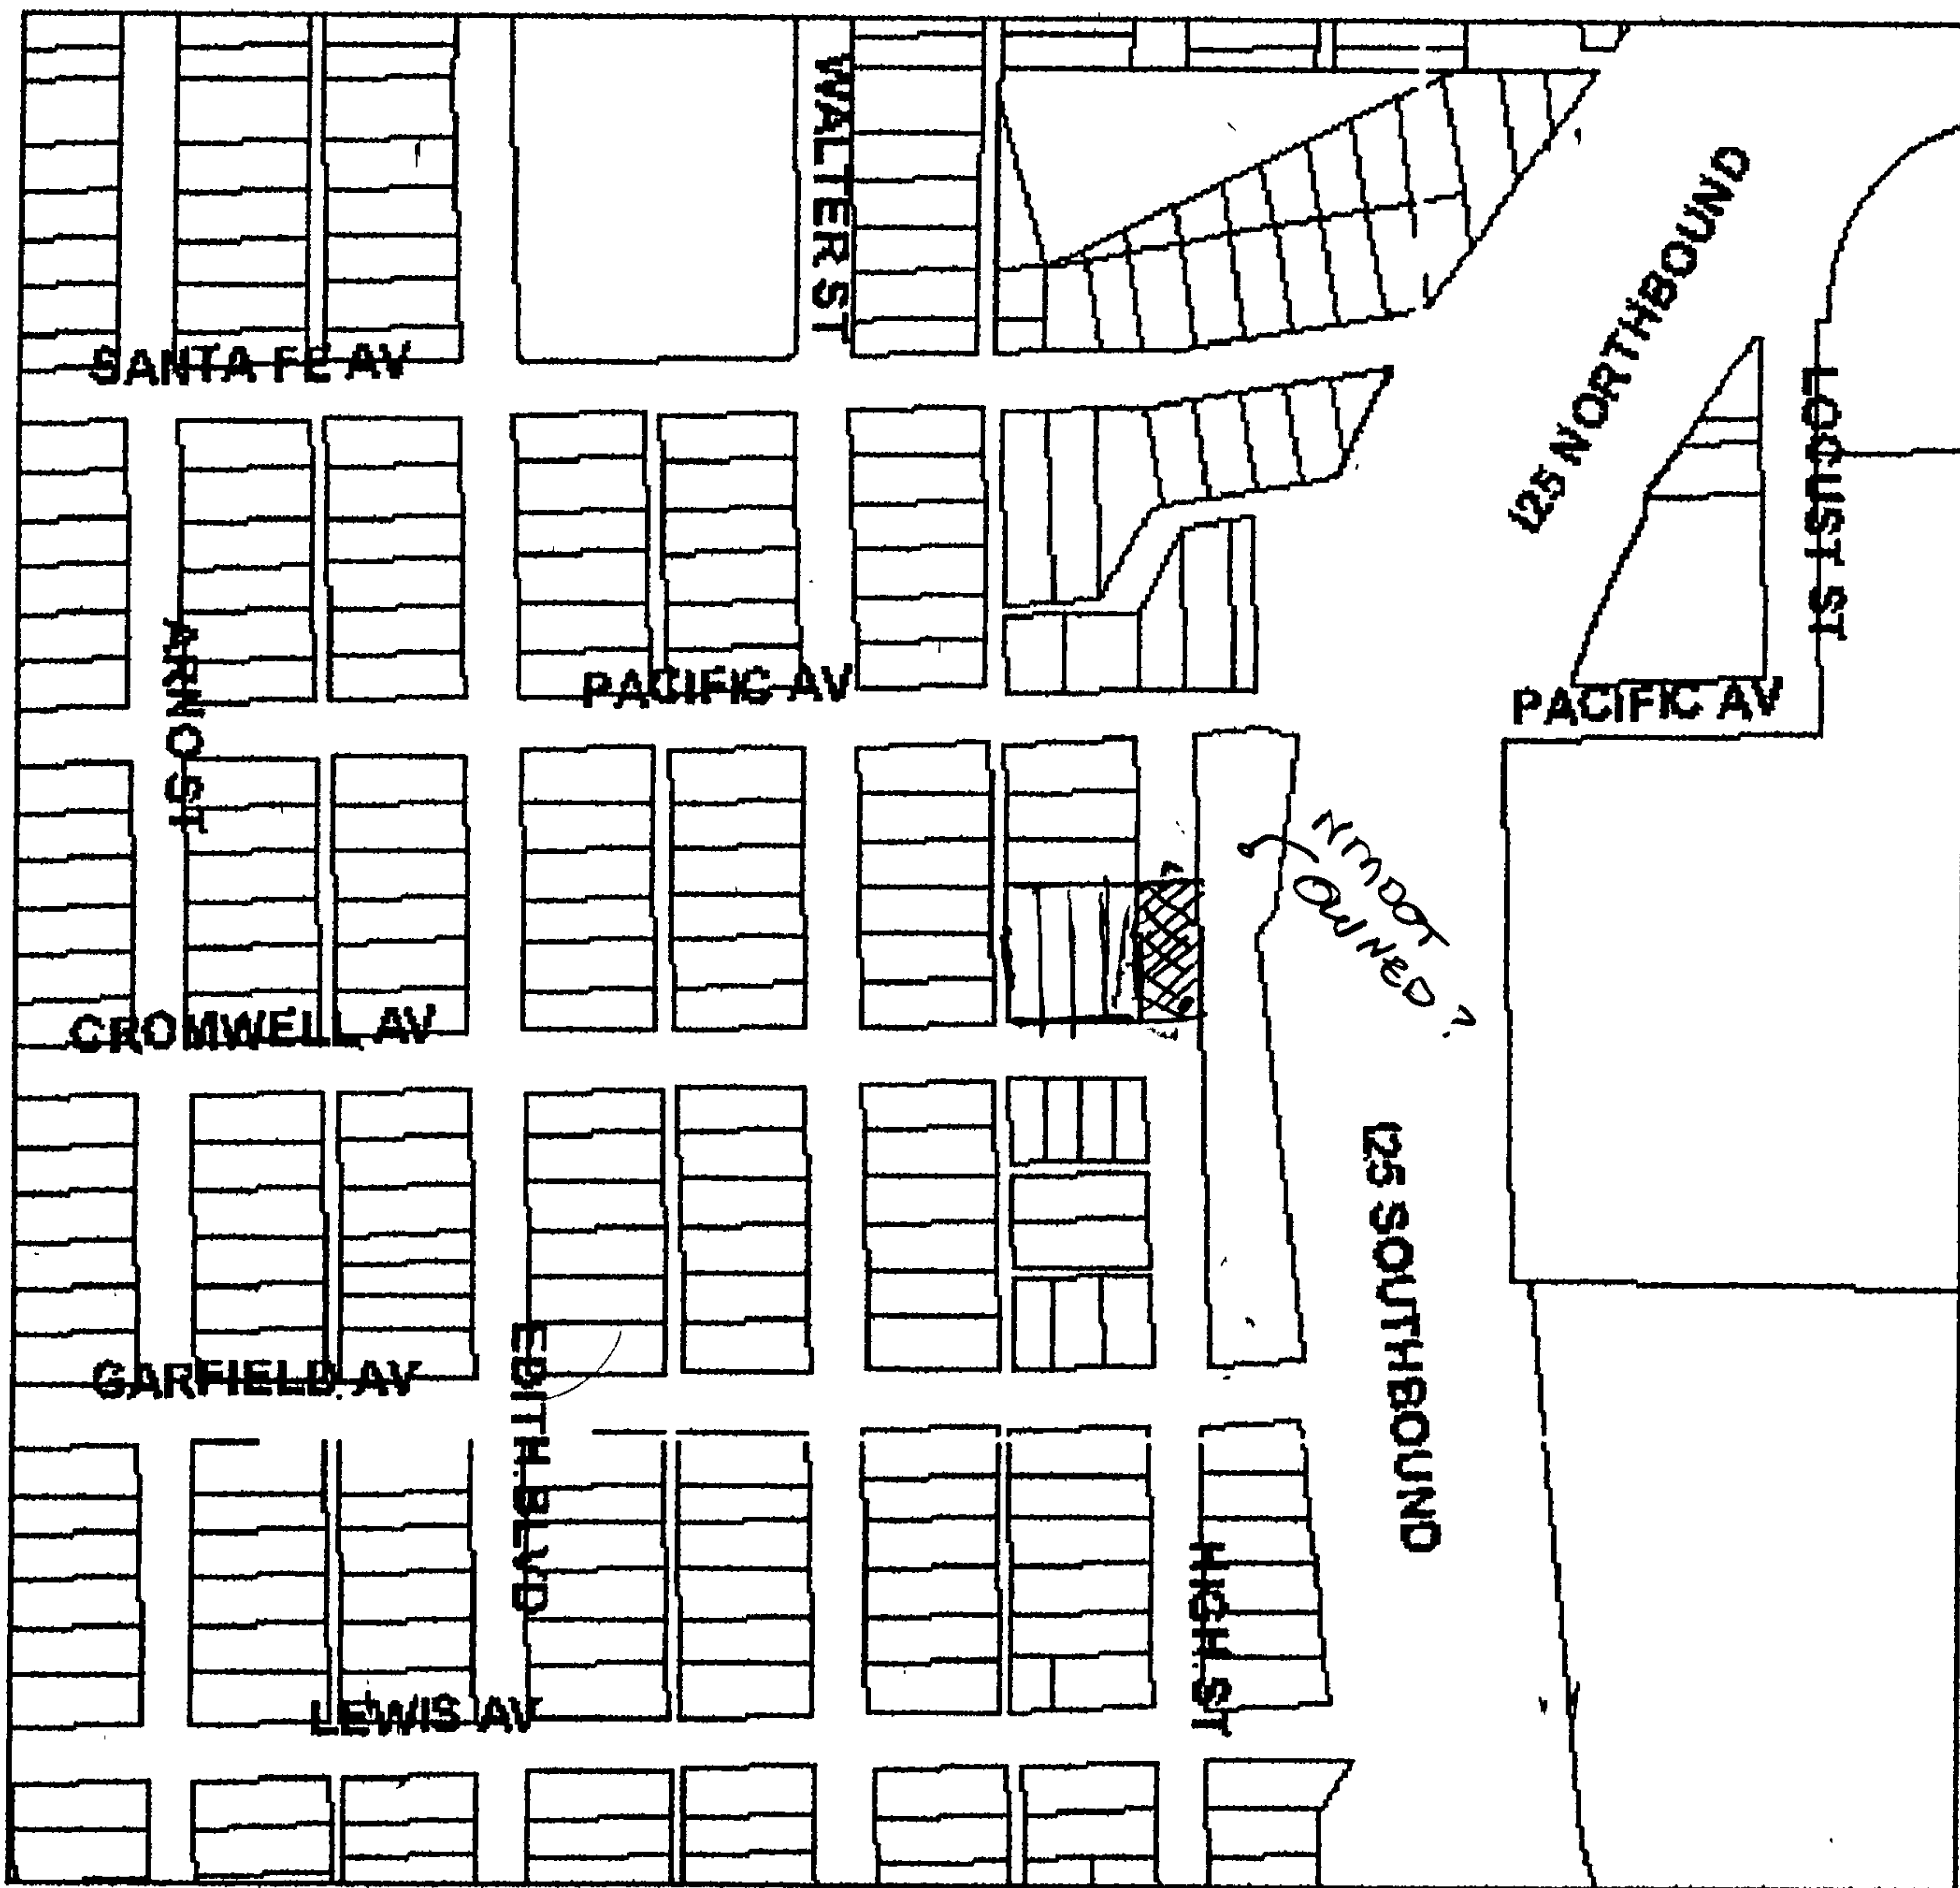 WALTER ST
I25 NORTHBOUND
SANTA FE AV
LOCUST ST
ARNO ST
PACIFIC AV
PACIFIC AV
NMDOT
OWNED ?
CROMWELL AV
I25 SOUTHBOUND
GARFIELD AV
EDITH BLVD
HIGH ST
LEWIS AV